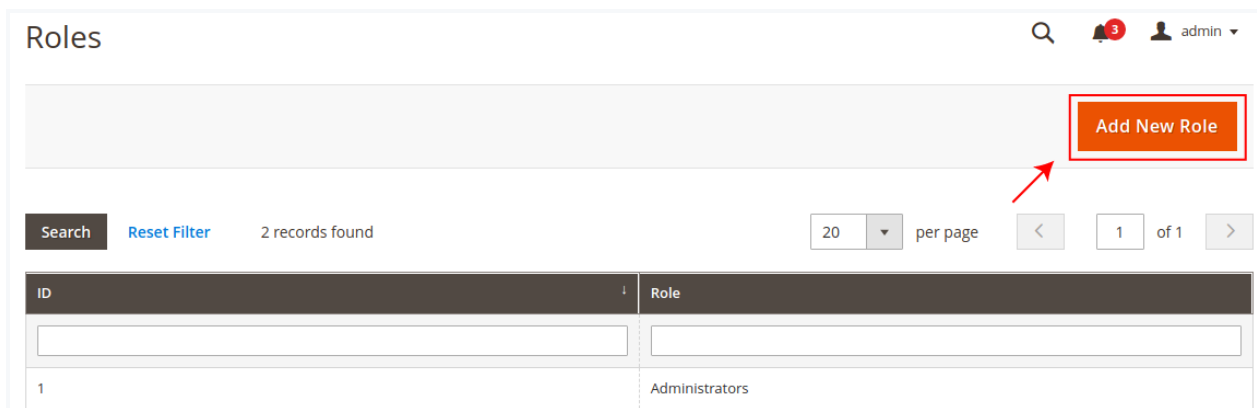 Roles
3
admin
Add New Role
Search Reset Filter 2 records found 20 per page 1 of 1
ID Role
1 Administrators